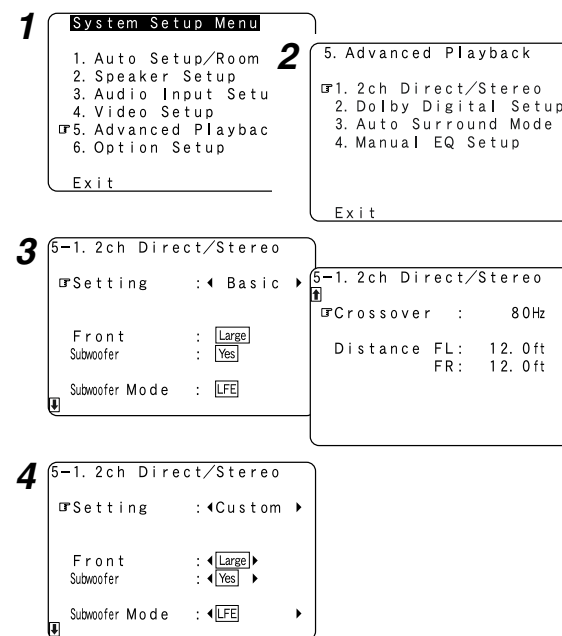 1
System Setup Menu
1. Auto Setup/Room
2. Speaker Setup
3. Audio Input Setu
4. Video Setup
☞5. Advanced Playbac
6. Option Setup
Exit
2
5. Advanced Playback
☞1. 2ch Direct/Stereo
2. Dolby Digital Setup
3. Auto Surround Mode
4. Manual EQ Setup
Exit
3
5-1. 2ch Direct/Stereo
☞Setting :◀ Basic ▶
Front : Large
Subwoofer : Yes
Subwoofer Mode : LFE
5-1. 2ch Direct/Stereo
☞Crossover : 80Hz
Distance FL: 12.0ft
FR: 12.0ft
4
5-1. 2ch Direct/Stereo
☞Setting :◀Custom ▶
Front :◀Large▶
Subwoofer :◀Yes ▶
Subwoofer Mode :◀LFE ▶